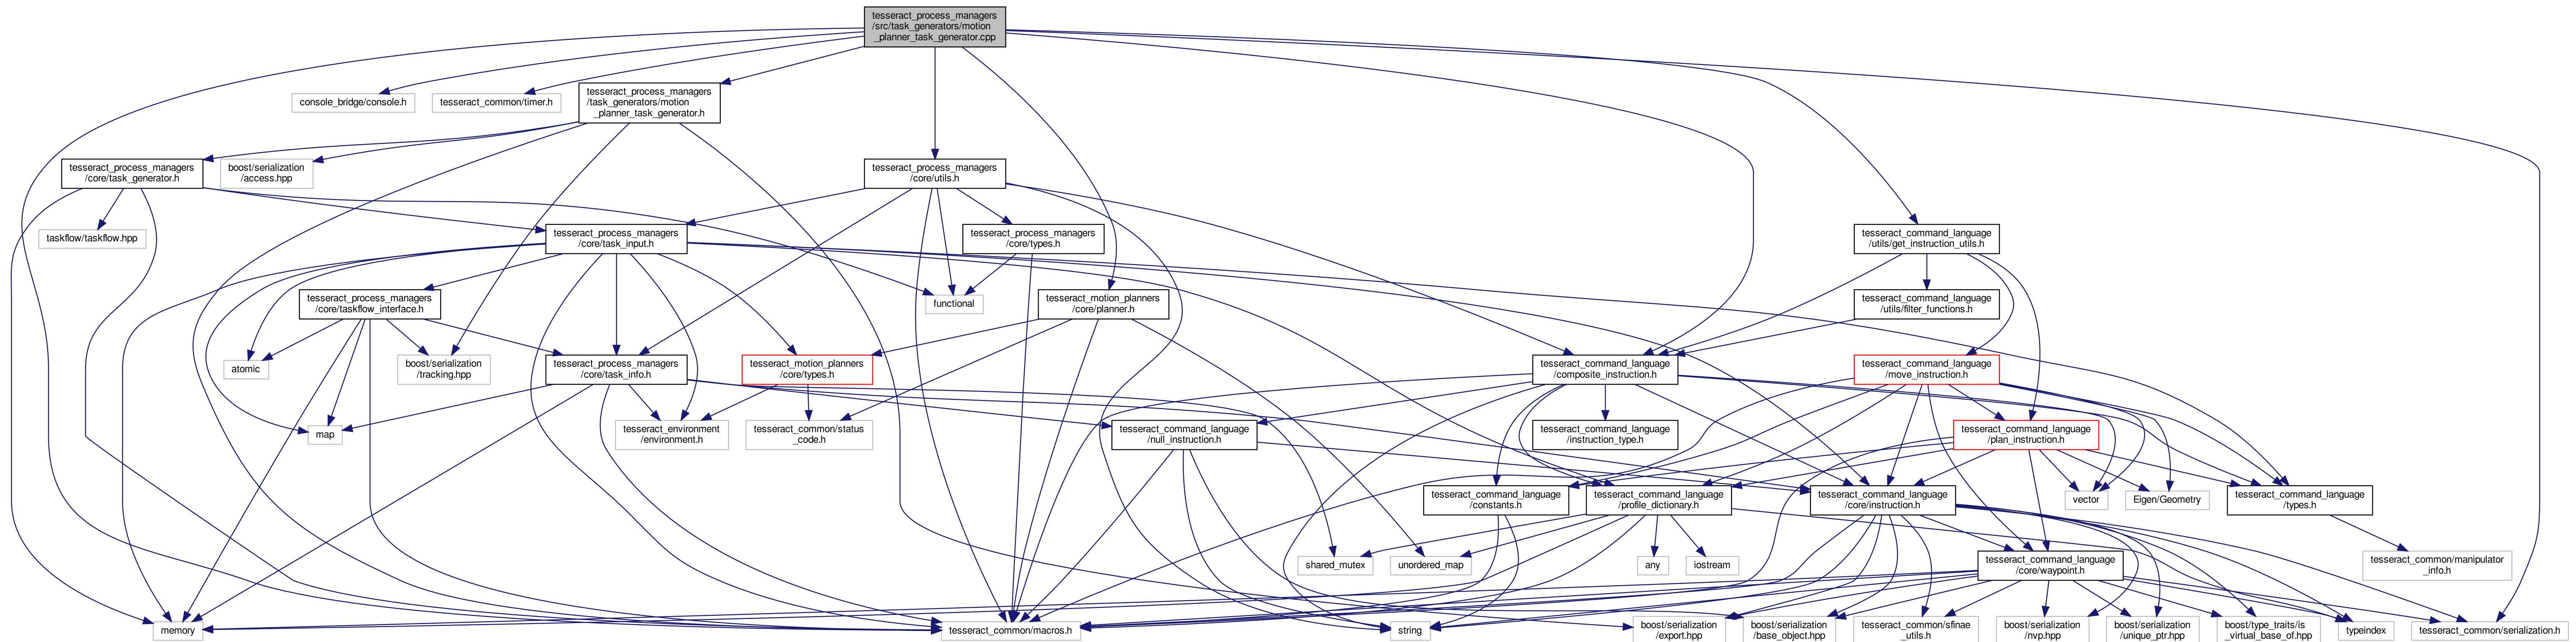 tesseract_process_managers
/src/task_generators/motion
_planner_task_generator.cpp
console_bridge/console.h
tesseract_common/timer.h
tesseract_process_managers
/task_generators/motion
_planner_task_generator.h
tesseract_process_managers
/core/task_generator.h
boost/serialization
/access.hpp
tesseract_process_managers
/core/utils.h
taskflow/taskflow.hpp
tesseract_process_managers
/core/task_input.h
tesseract_process_managers
/core/types.h
tesseract_command_language
/utils/get_instruction_utils.h
tesseract_process_managers
/core/taskflow_interface.h
functional
tesseract_motion_planners
/core/planner.h
tesseract_command_language
/utils/filter_functions.h
atomic
boost/serialization
/tracking.hpp
tesseract_process_managers
/core/task_info.h
tesseract_motion_planners
/core/types.h
tesseract_command_language
/composite_instruction.h
tesseract_command_language
/move_instruction.h
map
tesseract_environment
/environment.h
tesseract_common/status
_code.h
tesseract_command_language
/null_instruction.h
tesseract_command_language
/instruction_type.h
tesseract_command_language
/plan_instruction.h
tesseract_command_language
/constants.h
tesseract_command_language
/profile_dictionary.h
tesseract_command_language
/core/instruction.h
vector
Eigen/Geometry
tesseract_command_language
/types.h
shared_mutex
unordered_map
any
iostream
tesseract_command_language
/core/waypoint.h
tesseract_common/manipulator
_info.h
memory
tesseract_common/macros.h
string
boost/serialization
/export.hpp
boost/serialization
/base_object.hpp
tesseract_common/sfinae
_utils.h
boost/serialization
/nvp.hpp
boost/serialization
/unique_ptr.hpp
boost/type_traits/is
_virtual_base_of.hpp
typeindex
tesseract_common/serialization.h